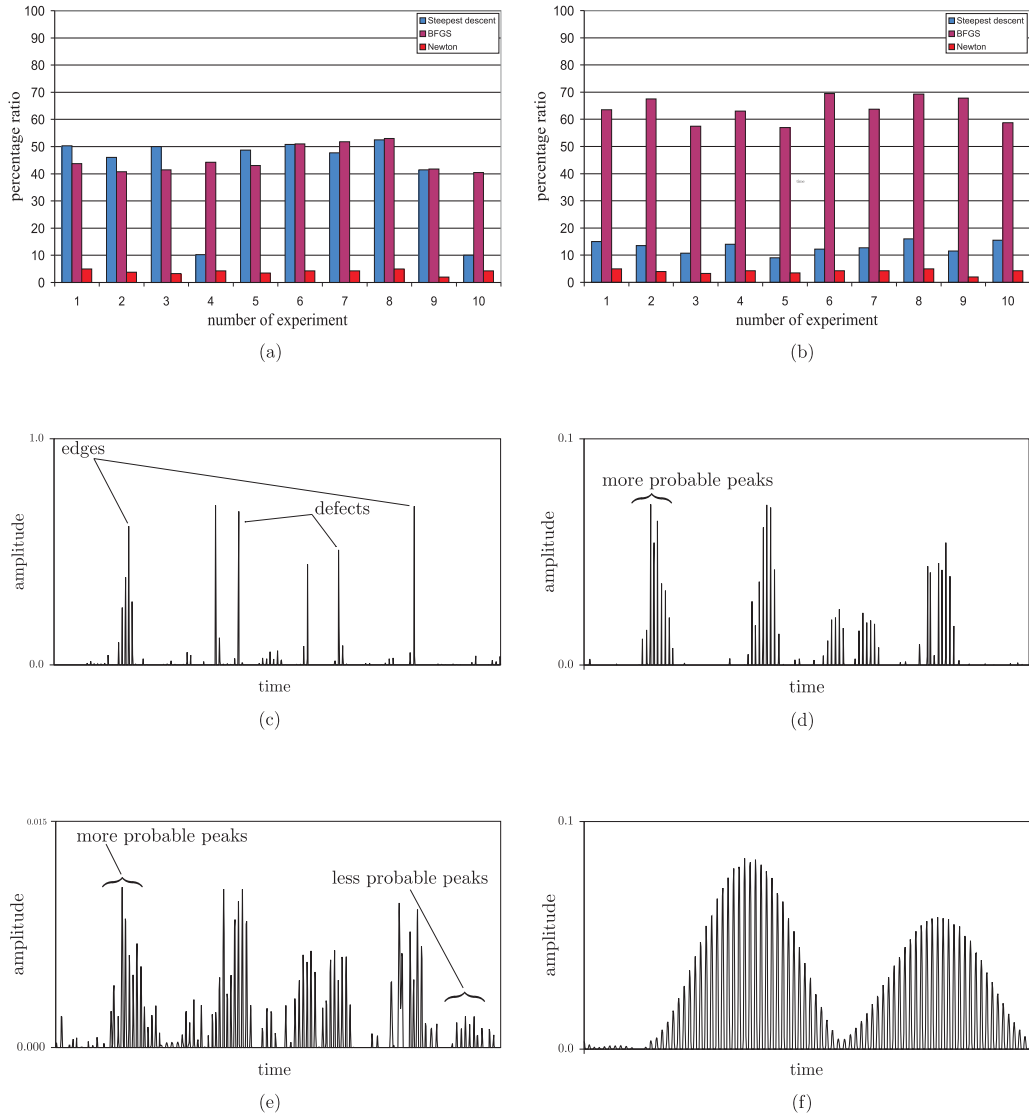 100
90
80
70
60
50
40
30
20
10
0
percentage ratio
Steepest descent
BFGS
Newton
1 2 3 4 5 6 7 8 9 10
number of experiment
(a)
100
90
80
70
60
50
40
30
20
10
0
percentage ratio
Steepest descent
BFGS
Newton
1 2 3 4 5 6 7 8 9 10
number of experiment
(b)
1.0
edges
defects
amplitude
0.0
time
(c)
0.1
more probable peaks
amplitude
0.0
time
(d)
0.015
more probable peaks
less probable peaks
amplitude
0.000
time
(e)
0.1
amplitude
0.0
time
(f)